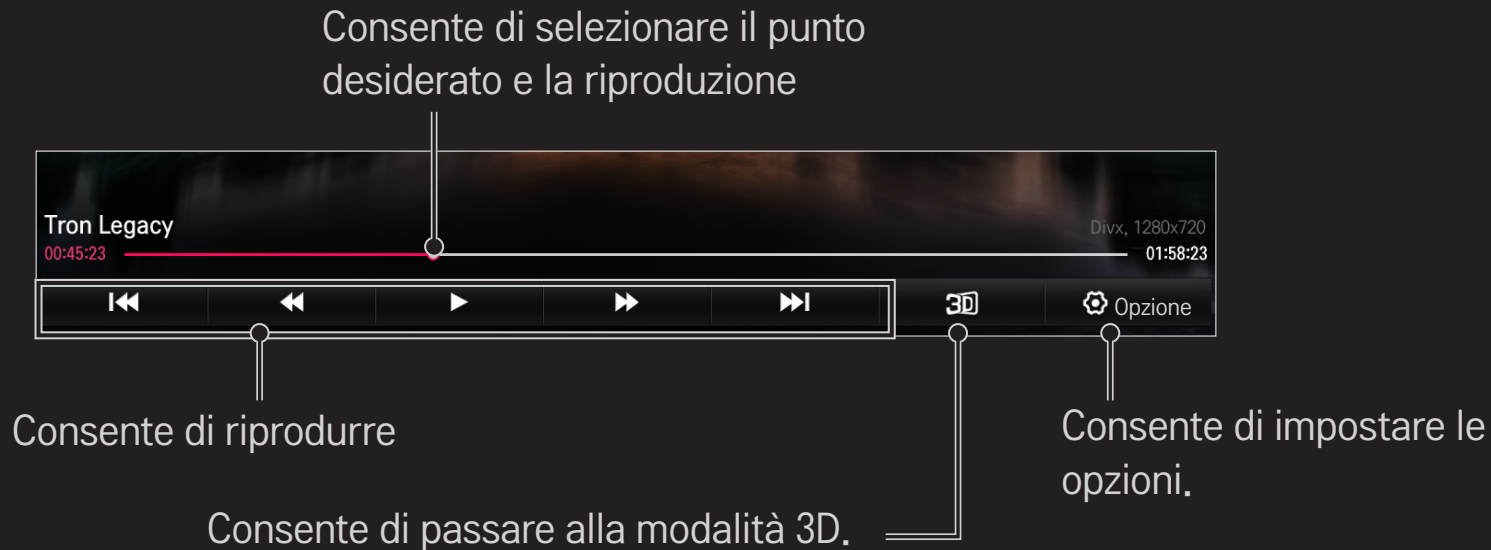 Consente di selezionare il punto
desiderato e la riproduzione
Tron Legacy
Divx, 1280x720
00:45:23
01:58:23
3D
Opzione
Consente di riprodurre
Consente di impostare le
opzioni.
Consente di passare alla modalità 3D.